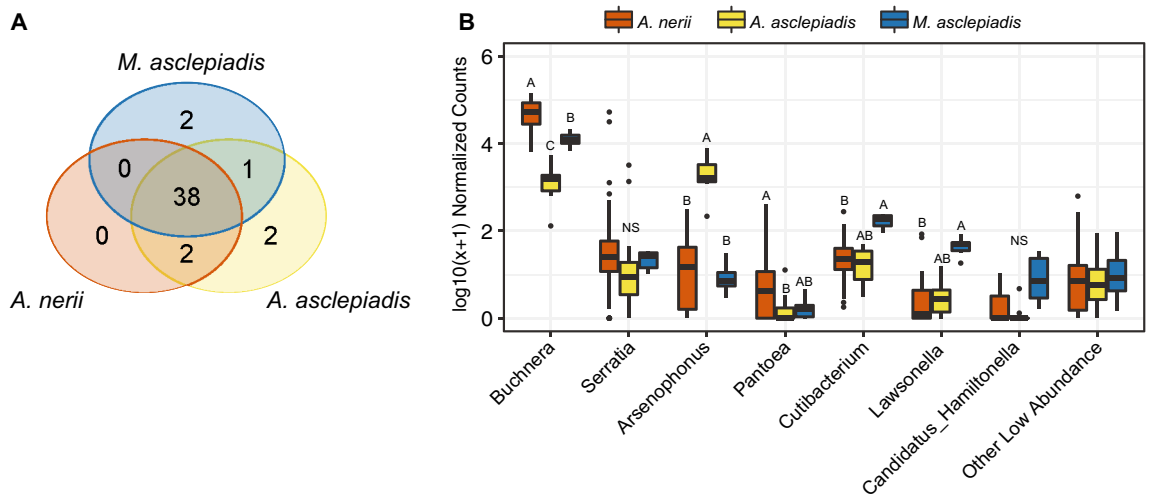 A
M. asclepiadis
2
0
1
38
0
2
2
A. nerii
A. asclepiadis
B
A. nerii
A. asclepiadis
M. asclepiadis
log10(x+1) Normalized Counts
6
4
2
0
A
C
B
NS
B
A
B
A
B
AB
B
AB
A
B
AB
A
NS
Buchnera
Serratia
Arsenophonus
Pantoea
Cutibacterium
Lawsonella
Candidatus_Hamiltonella
Other Low Abundance